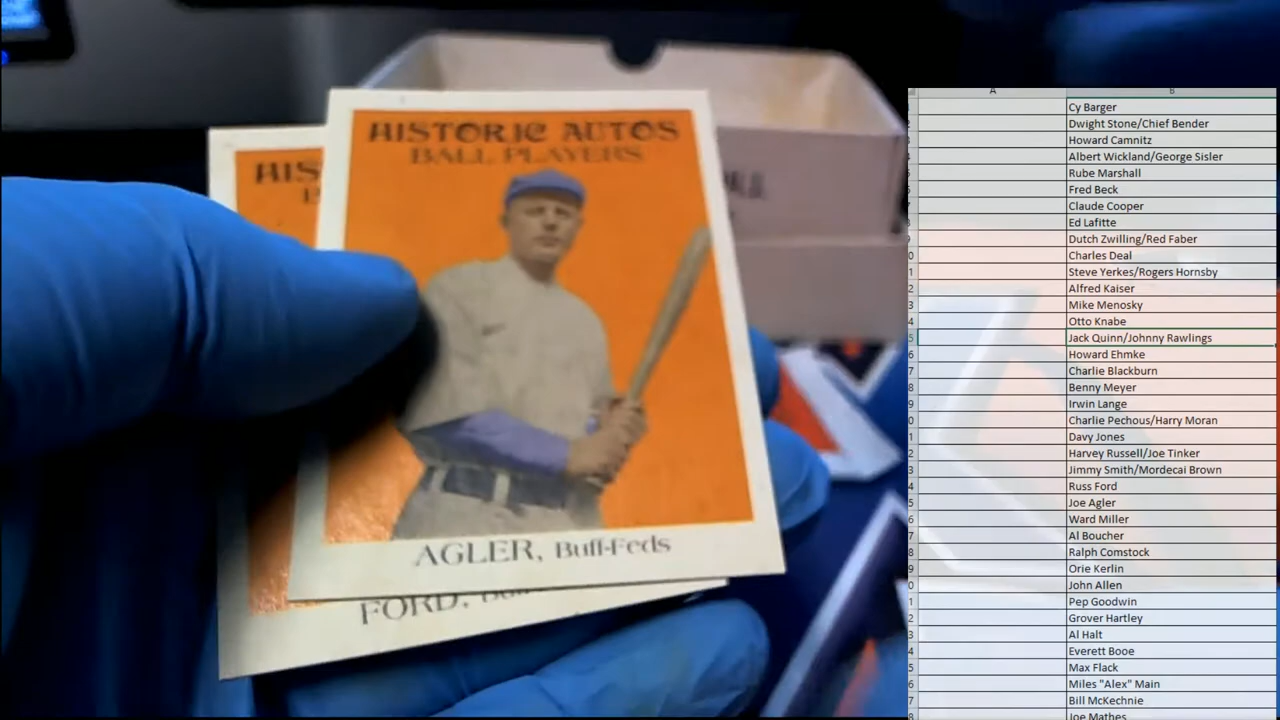 HISTORIC AUTOS
BALL PLAYERS
AGLER, Buff-Feds
HIS
FORD,
A
B
Cy Barger
Dwight Stone/Chief Bender
Howard Camnitz
Albert Wickland/George Sisler
Rube Marshall
Fred Beck
Claude Cooper
Ed Lafitte
Dutch Zwilling/Red Faber
Charles Deal
Steve Yerkes/Rogers Hornsby
Alfred Kaiser
Mike Menosky
Otto Knabe
Jack Quinn/Johnny Rawlings
Howard Ehmke
Charlie Blackburn
Benny Meyer
Irwin Lange
Charlie Pechous/Harry Moran
Davy Jones
Harvey Russell/Joe Tinker
Jimmy Smith/Mordecai Brown
Russ Ford
Joe Agler
Ward Miller
Al Boucher
Ralph Comstock
Orie Kerlin
John Allen
Pep Goodwin
Grover Hartley
Al Halt
Everett Booe
Max Flack
Miles "Alex" Main
Bill McKechnie
Joe Mathes